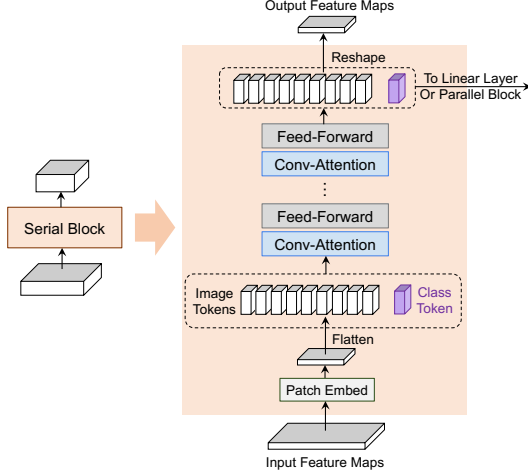 Output Feature Maps
Reshape
To Linear Layer
Or Parallel Block
Feed-Forward
Conv-Attention
...
Feed-Forward
Conv-Attention
Serial Block
Image
Tokens
Class
Token
Flatten
Patch Embed
Input Feature Maps